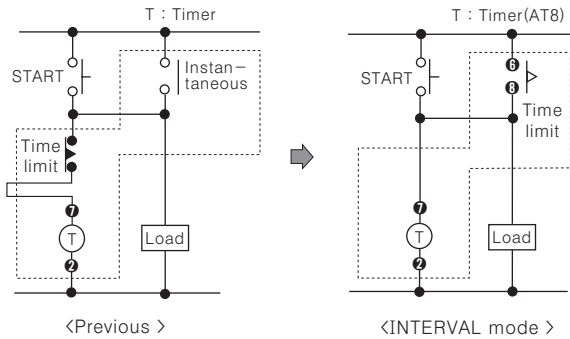 T : Timer
START
Instan-
taneous
Time
limit
7
T
2
Load
<Previous >
T : Timer(AT8)
START
6
8
Time
limit
7
T
2
Load
<INTERVAL mode >